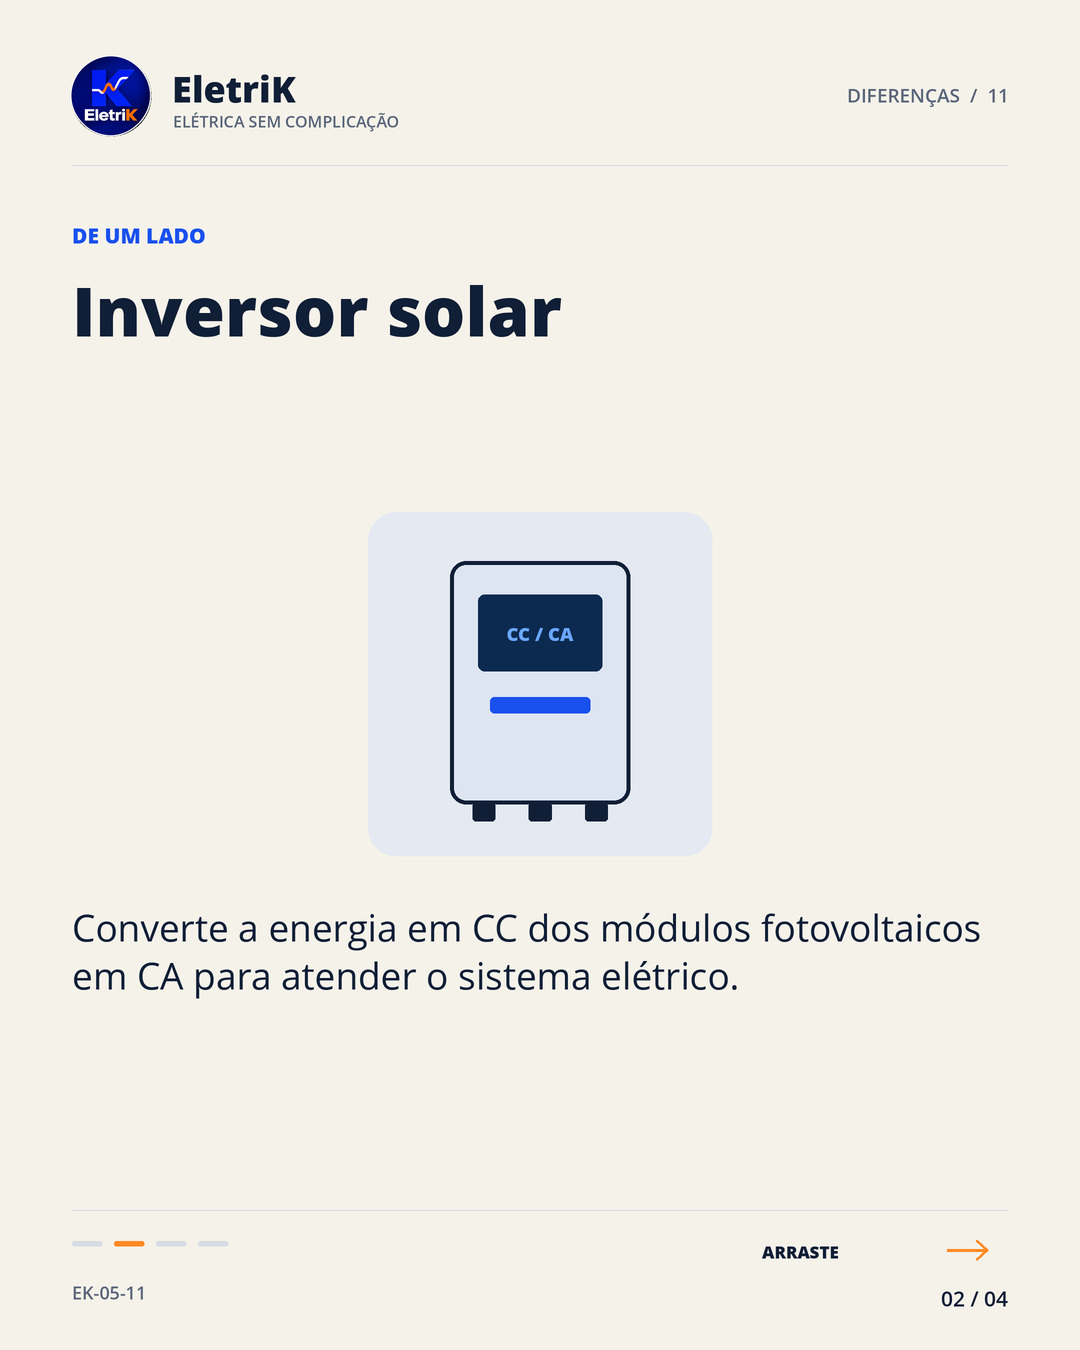 EletriK
EletriK
ELÉTRICA SEM COMPLICAÇÃO
DIFERENÇAS / 11
DE UM LADO
Inversor solar
CC / CA
Converte a energia em CC dos módulos fotovoltaicos
em CA para atender o sistema elétrico.
ARRASTE
EK-05-11
02 / 04